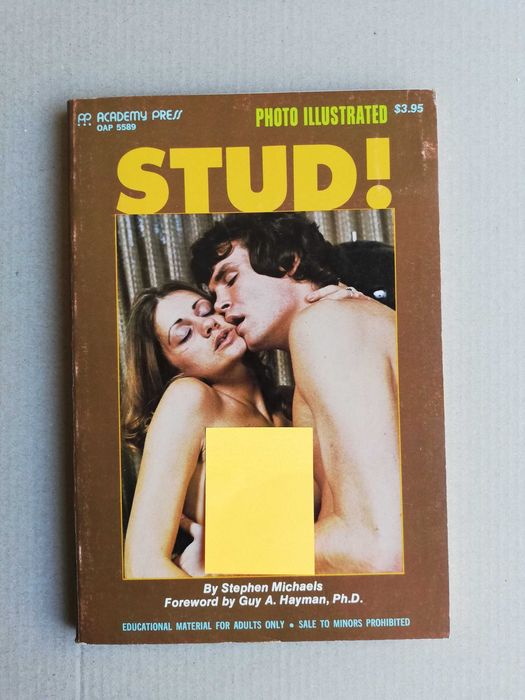 AP ACADEMY PRESS
OAP 5589
PHOTO ILLUSTRATED $3.95
STUD!
By Stephen Michaels
Foreword by Guy A. Hayman, Ph.D.
EDUCATIONAL MATERIAL FOR ADULTS ONLY • SALE TO MINORS PROHIBITED